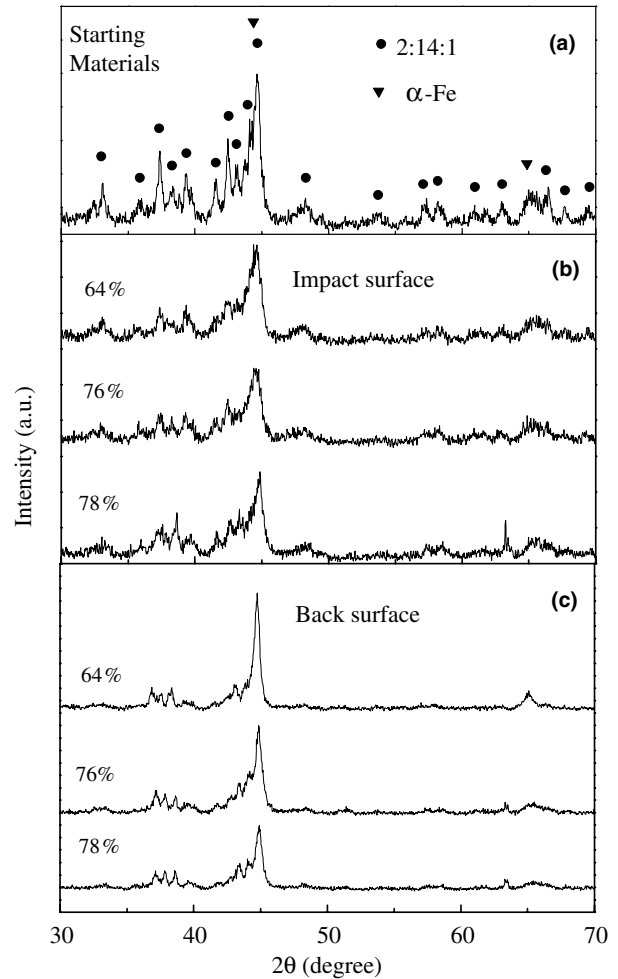 Starting
Materials
(a)
2:14:1
α-Fe
(b)
Impact surface
64%
76%
78%
(c)
Back surface
64%
76%
78%
Intensity (a.u.)
30 40 50 60 70
2θ (degree)